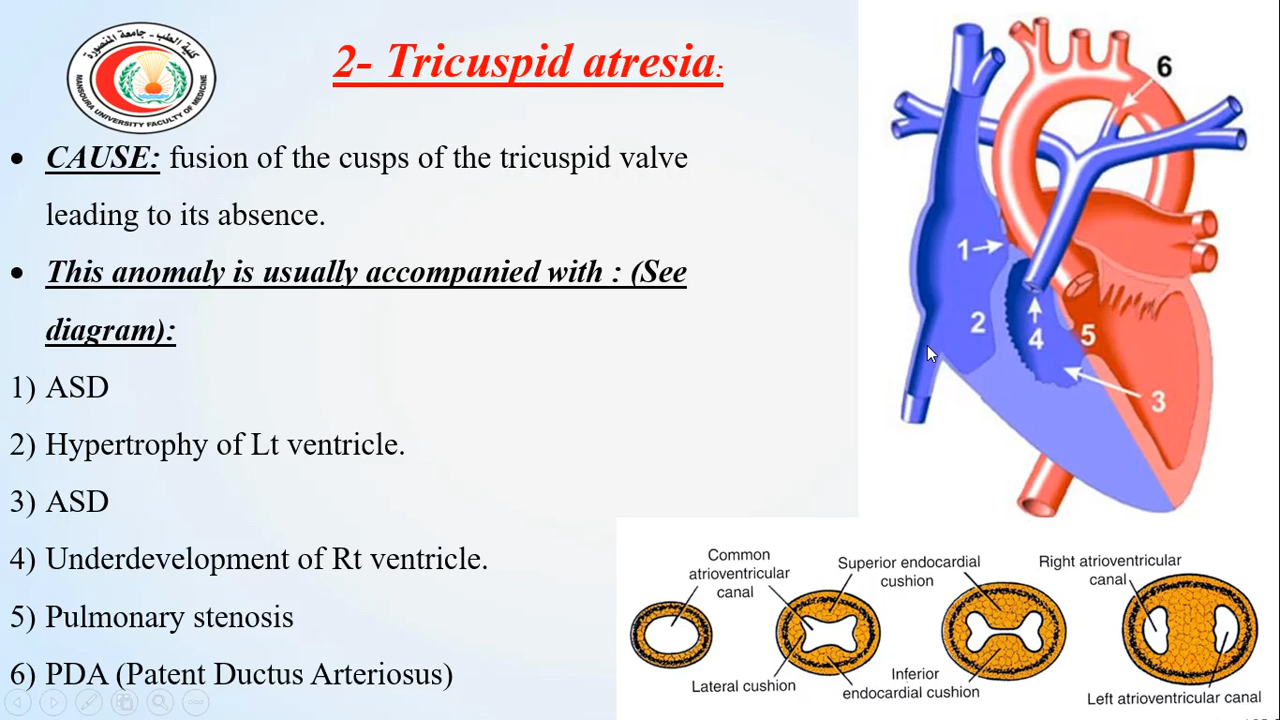 كلية الطب - جامعة المنصورة
MANSOURA UNIVERSITY FACULTY OF MEDICINE
2- Tricuspid atresia:
• CAUSE: fusion of the cusps of the tricuspid valve
leading to its absence.
• This anomaly is usually accompanied with : (See
diagram):
1) ASD
2) Hypertrophy of Lt ventricle.
3) ASD
4) Underdevelopment of Rt ventricle.
5) Pulmonary stenosis
6) PDA (Patent Ductus Arteriosus)
6
1
2
4
5
3
Common
atrioventricular
canal
Superior endocardial
cushion
Right atrioventricular
canal
Lateral cushion
Inferior
endocardial cushion
Left atrioventricular canal